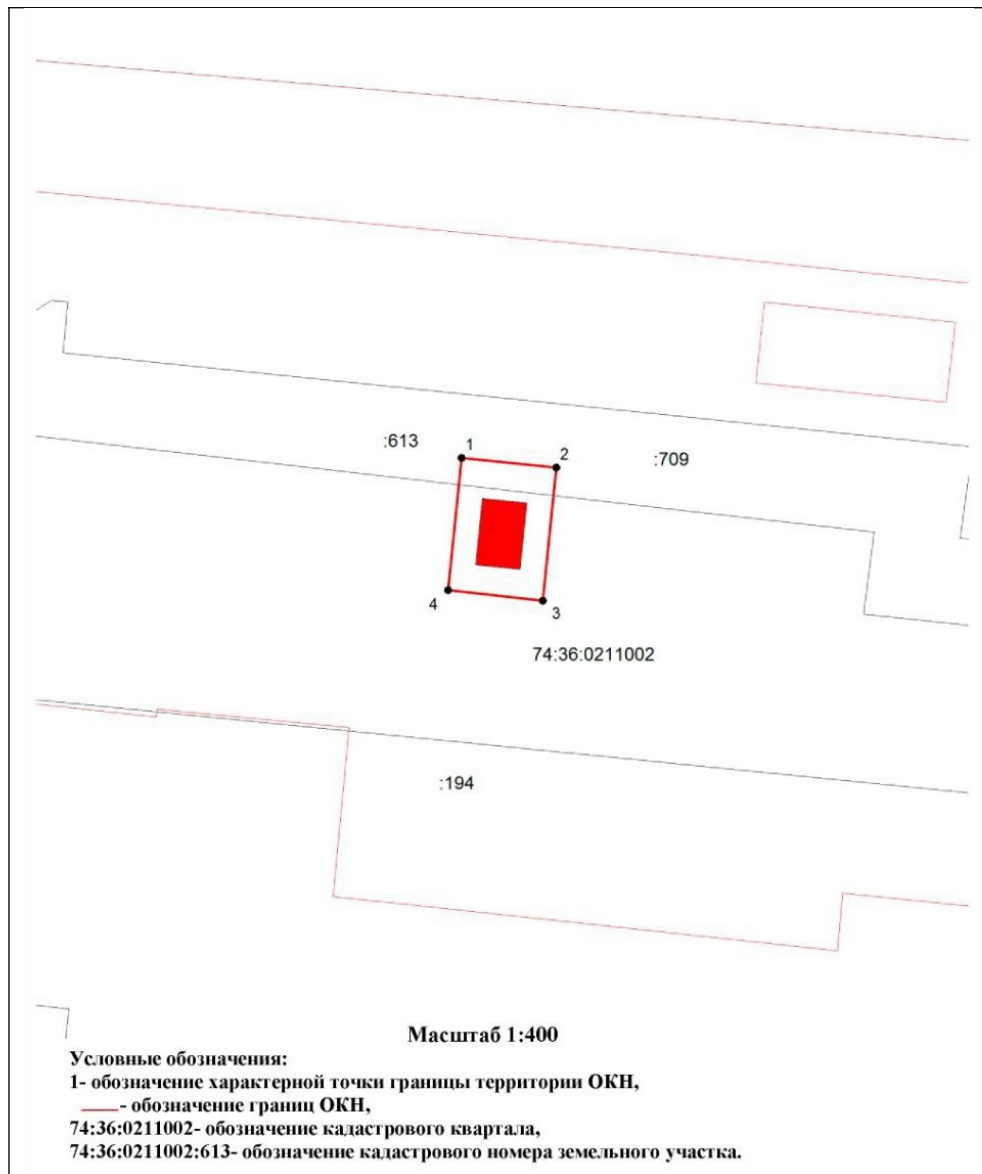 :613
1
2
:709
4
3
74:36:0211002
:194
Масштаб 1:400
Условные обозначения:
1- обозначение характерной точки границы территории ОКН,
- обозначение границ ОКН,
74:36:0211002- обозначение кадастрового квартала,
74:36:0211002:613- обозначение кадастрового номера земельного участка.